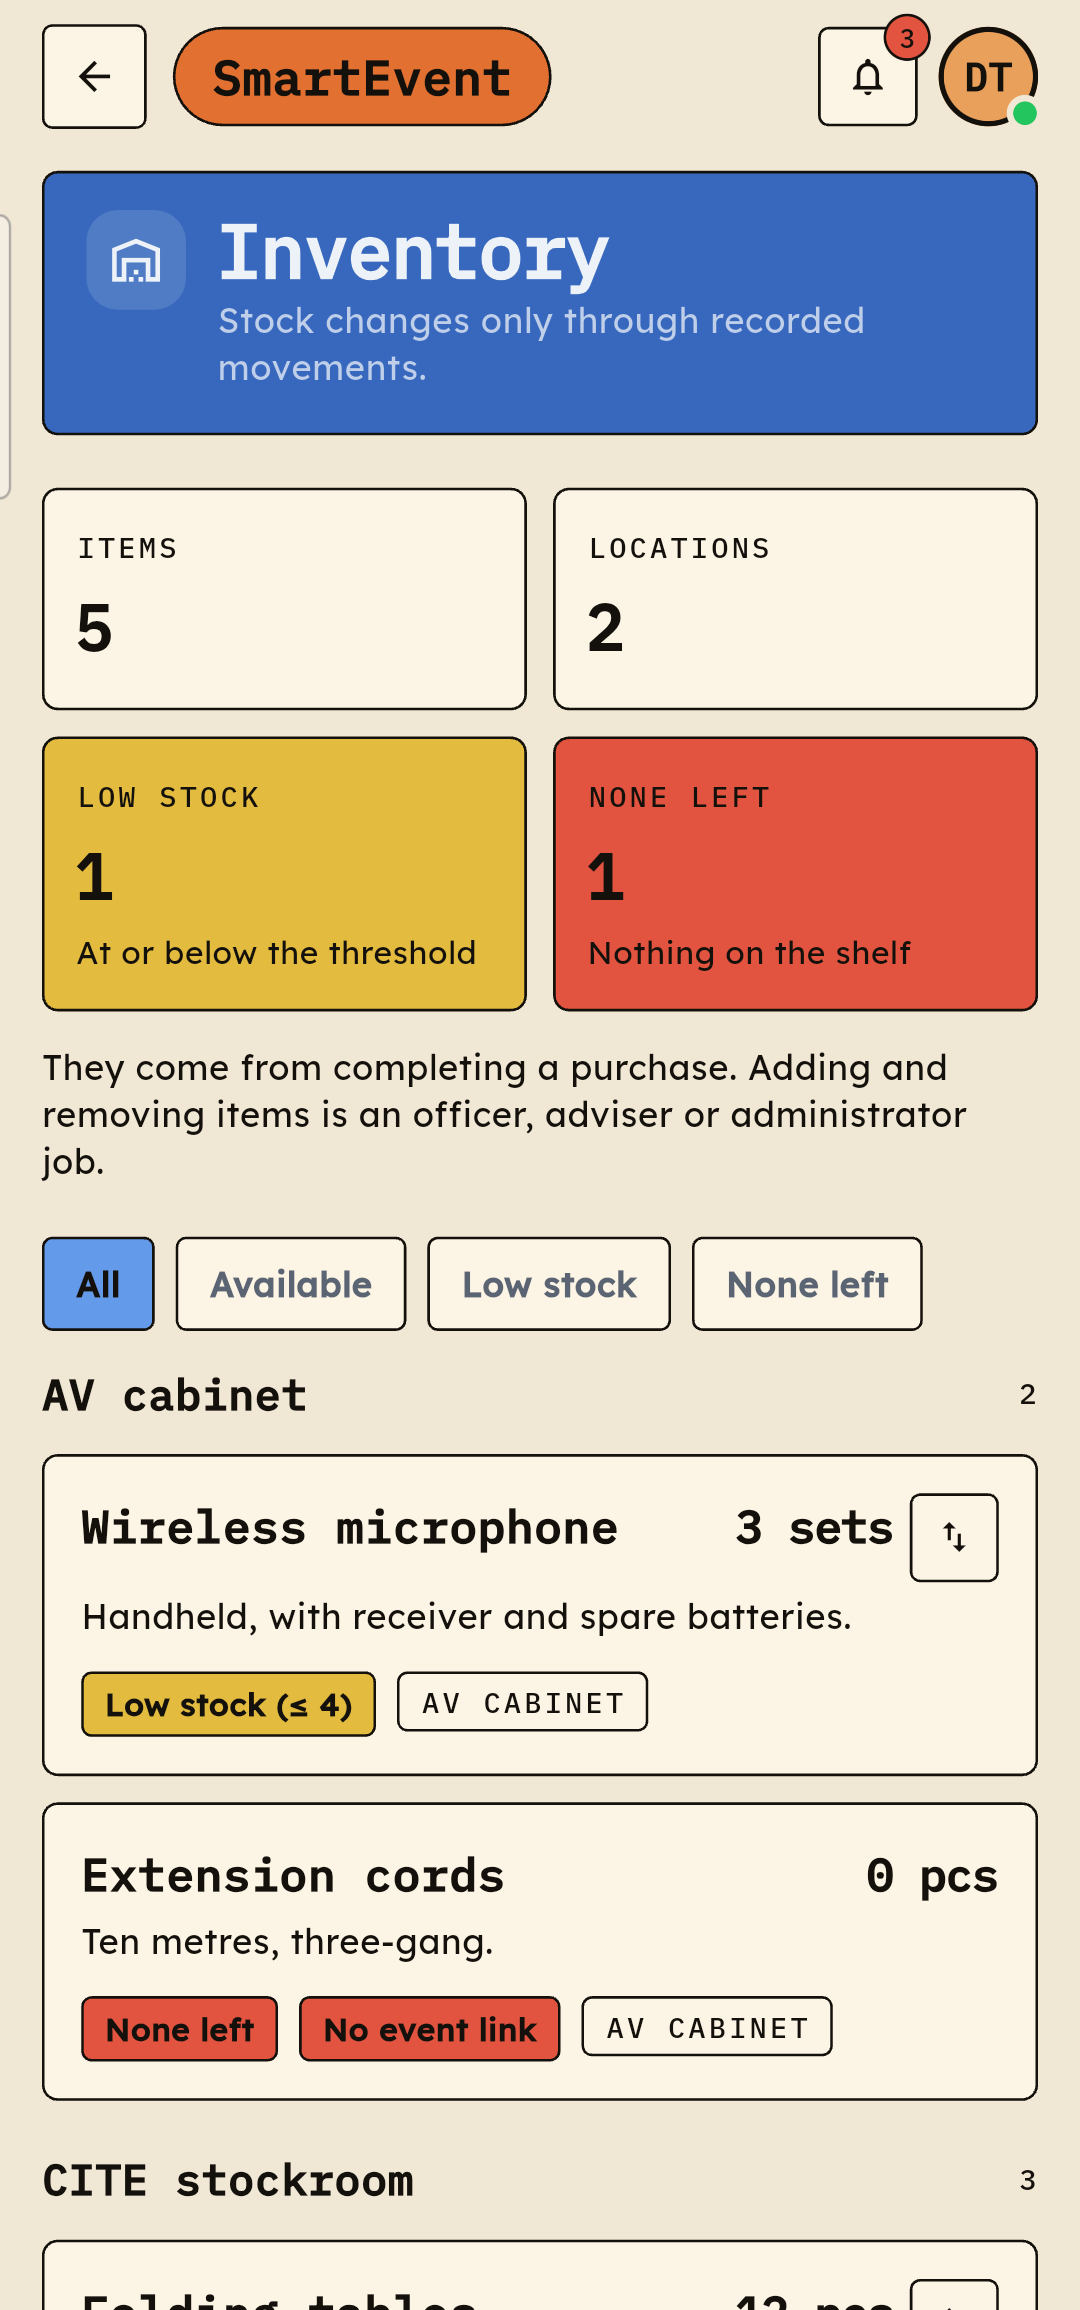 SmartEvent
3
DT
Inventory
Stock changes only through recorded
movements.
ITEMS
5
LOCATIONS
2
LOW STOCK
1
At or below the threshold
NONE LEFT
1
Nothing on the shelf
They come from completing a purchase. Adding and
removing items is an officer, adviser or administrator
job.
All
Available
Low stock
None left
AV cabinet
2
Wireless microphone
3 sets
Handheld, with receiver and spare batteries.
Low stock (≤ 4)
AV CABINET
Extension cords
0 pcs
Ten metres, three-gang.
None left
No event link
AV CABINET
CITE stockroom
3
Folding tables
12 pcs